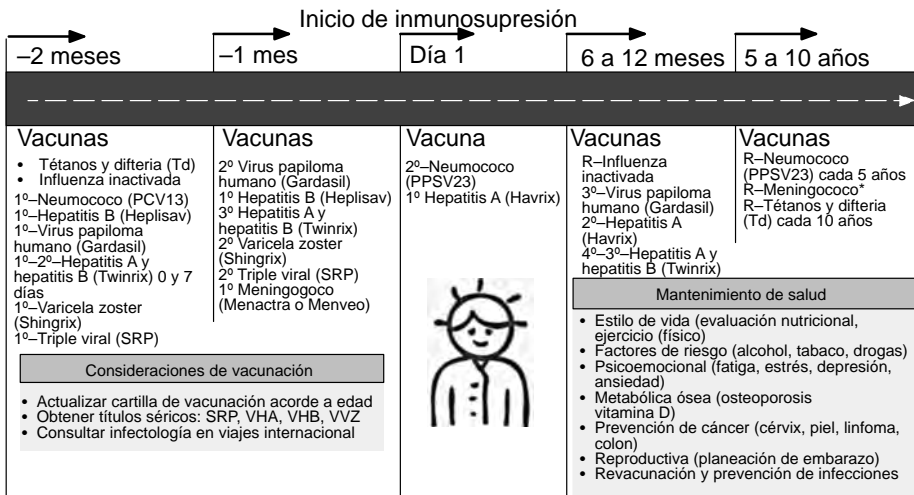 Inicio de inmunosupresión
–2 meses
–1 mes
Día 1
6 a 12 meses
5 a 10 años
Vacunas
• Tétanos y difteria (Td)
• Influenza inactivada
1º–Neumococo (PCV13)
1º–Hepatitis B (Heplisav)
1º–Virus papiloma
humano (Gardasil)
1º–2º–Hepatitis A y
hepatitis B (Twinrix) 0 y 7
días
1º–Varicela zoster
(Shingrix)
1º–Triple viral (SRP)
Vacunas
2º Virus papiloma
humano (Gardasil)
1º Hepatitis B (Heplisav)
3º Hepatitis A y
hepatitis B (Twinrix)
2º Varicela zoster
(Shingrix)
2º Triple viral (SRP)
1º Meningogoco
(Menactra o Menveo)
Consideraciones de vacunación
• Actualizar cartilla de vacunación acorde a edad
• Obtener títulos séricos: SRP, VHA, VHB, VVZ
• Consultar infectología en viajes internacional
Vacuna
2º–Neumococo
(PPSV23)
1º Hepatitis A (Havrix)
Vacunas
R–Influenza
inactivada
3º–Virus papiloma
humano (Gardasil)
2º–Hepatitis A
(Havrix)
4º–3º–Hepatitis A y
hepatitis B (Twinrix)
Vacunas
R–Neumococo
(PPSV23) cada 5 años
R–Meningococo*
R–Tétanos y difteria
(Td) cada 10 años
Mantenimiento de salud
• Estilo de vida (evaluación nutricional,
ejercicio (físico)
• Factores de riesgo (alcohol, tabaco, drogas)
• Psicoemocional (fatiga, estrés, depresión,
ansiedad)
• Metabólica ósea (osteoporosis
vitamina D)
• Prevención de cáncer (cérvix, piel, linfoma,
colon)
• Reproductiva (planeación de embarazo)
• Revacunación y prevención de infecciones